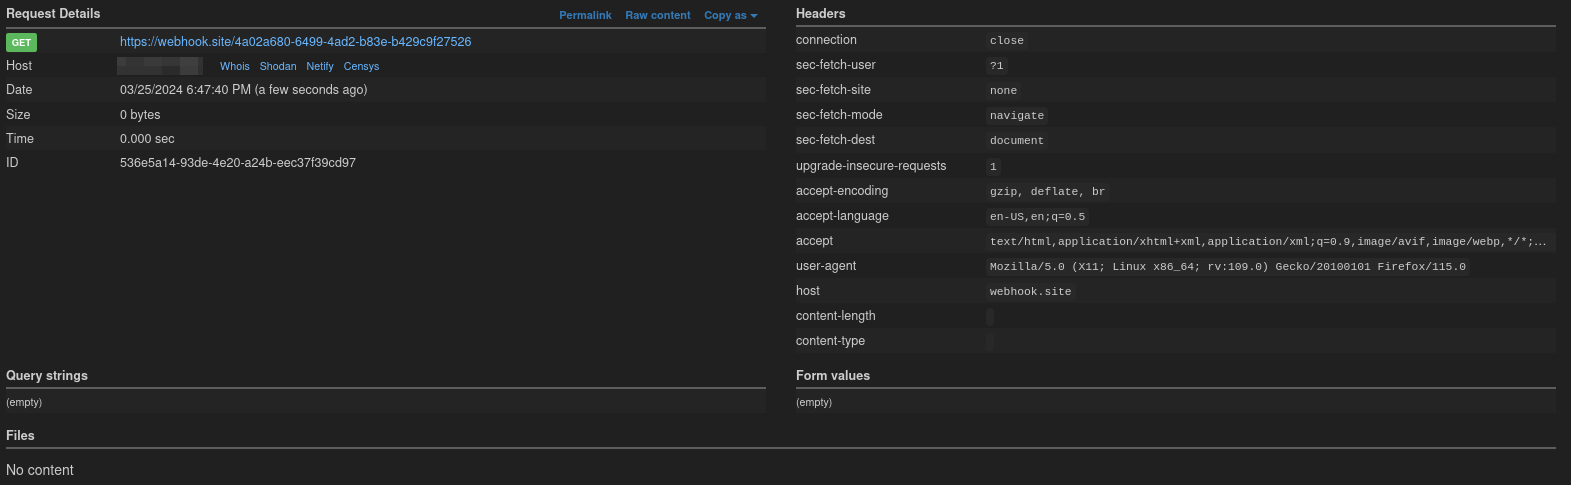 Request Details Permalink Raw content Copy as
GET https://webhook.site/4a02a680-6499-4ad2-b83e-b429c9f27526
Host Whois Shodan Netify Censys
Date 03/25/2024 6:47:40 PM (a few seconds ago)
Size 0 bytes
Time 0.000 sec
ID 536e5a14-93de-4e20-a24b-eec37f39cd97
Headers
connection close
sec-fetch-user ?1
sec-fetch-site none
sec-fetch-mode navigate
sec-fetch-dest document
upgrade-insecure-requests 1
accept-encoding gzip, deflate, br
accept-language en-US,en;q=0.5
accept text/html,application/xhtml+xml,application/xml;q=0.9,image/avif,image/webp,*/*;...
user-agent Mozilla/5.0 (X11; Linux x86_64; rv:109.0) Gecko/20100101 Firefox/115.0
host webhook.site
content-length
content-type
Query strings
(empty)
Form values
(empty)
Files
No content